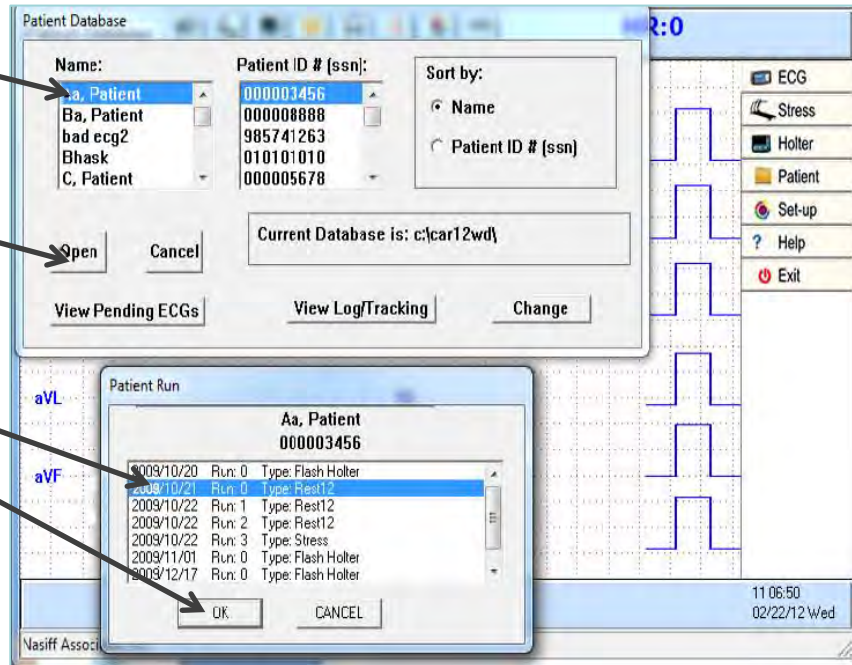 Patient Database
HR:0
Name:
Patient ID # (ssn):
Sort by:
Aa, Patient
000003456
Ba, Patient
000008888
bad ecg2
985741263
Bhask
010101010
C, Patient
000005678
Name
Patient ID # (ssn)
Open
Cancel
Current Database is: c:\car12wd\
View Pending ECGs
View Log/Tracking
Change
ECG
Stress
Holter
Patient
Set-up
? Help
Exit
aVL
aVF
Patient Run
Aa, Patient
000003456
2009/10/20 Run: 0 Type: Flash Holter
2009/10/21 Run: 0 Type: Rest12
2009/10/22 Run: 1 Type: Rest12
2009/10/22 Run: 2 Type: Rest12
2009/10/22 Run: 3 Type: Stress
2009/11/01 Run: 0 Type: Flash Holter
2009/12/17 Run: 0 Type: Flash Holter
OK
CANCEL
11:06:50
02/22/12 Wed
Nasiff Associ